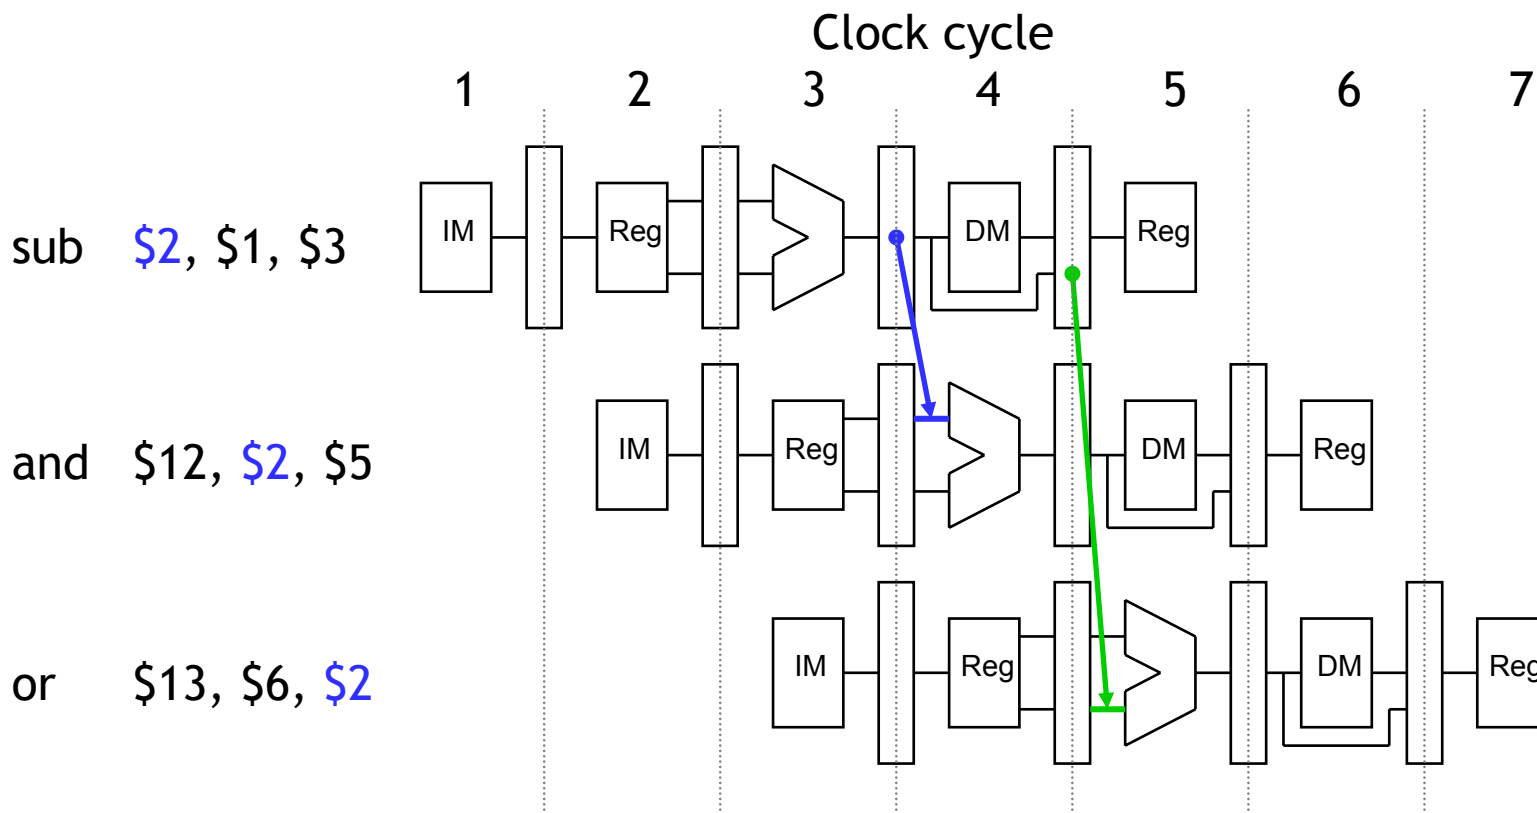 Clock cycle
1 2 3 4 5 6 7
sub $2, $1, $3 IM Reg DM Reg
and $12, $2, $5 IM Reg DM Reg
or $13, $6, $2 IM Reg DM Reg